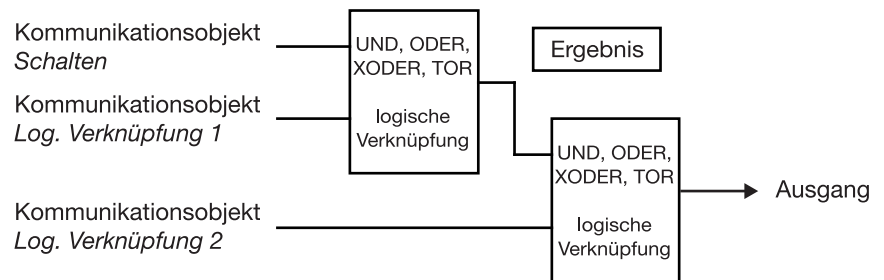 Kommunikationsobjekt
Schalten
Kommunikationsobjekt
Log. Verknüpfung 1
UND, ODER,
XODER, TOR
logische
Verknüpfung
Ergebnis
Kommunikationsobjekt
Log. Verknüpfung 2
UND, ODER,
XODER, TOR
logische
Verknüpfung
Ausgang